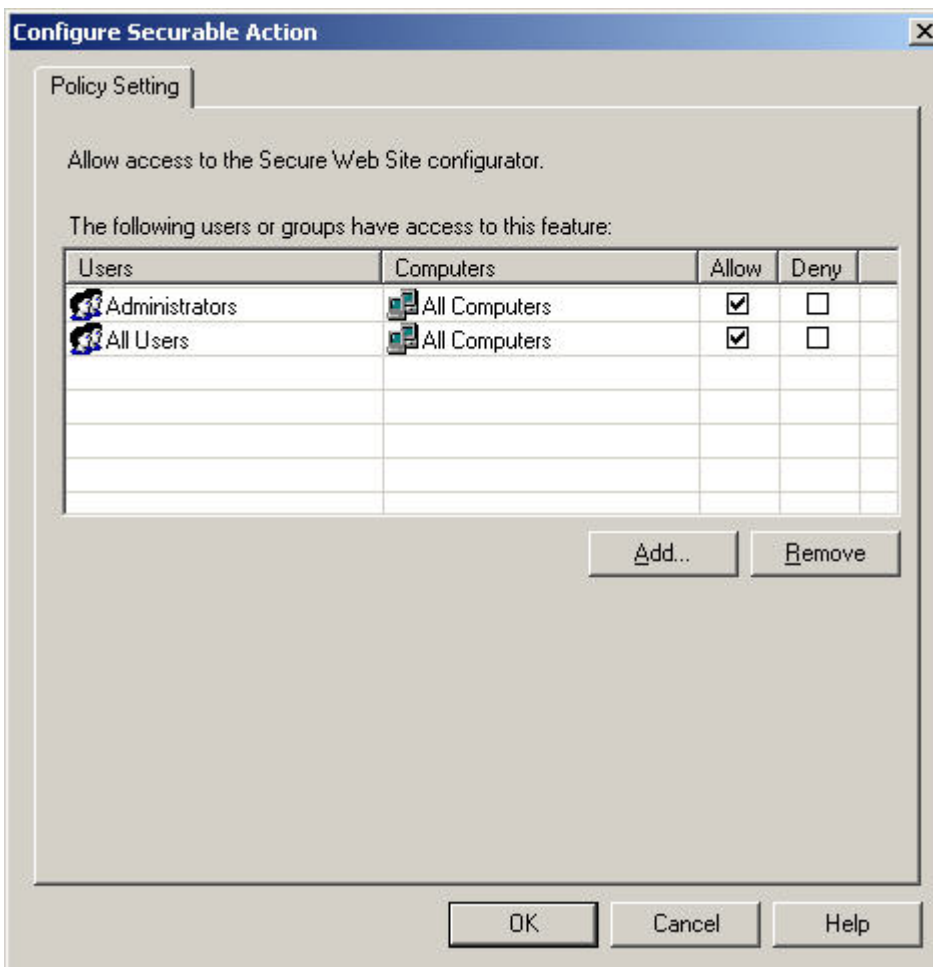 Configure Securable Action
Policy Setting
Allow access to the Secure Web Site configurator.
The following users or groups have access to this feature:
Users Computers Allow Deny
Administrators All Computers
All Users All Computers
Add... Remove
OK Cancel Help